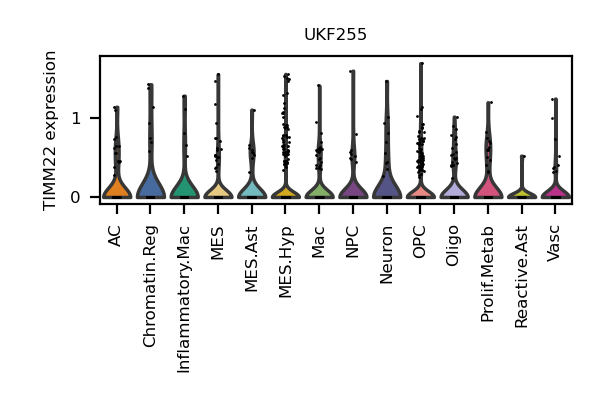 UKF255
TIMM22 expression
1
0
AC
Chromatin.Reg
Inflammatory.Mac
MES
MES.Ast
MES.Hyp
Mac
NPC
Neuron
OPC
Oligo
Prolif.Metab
Reactive.Ast
Vasc